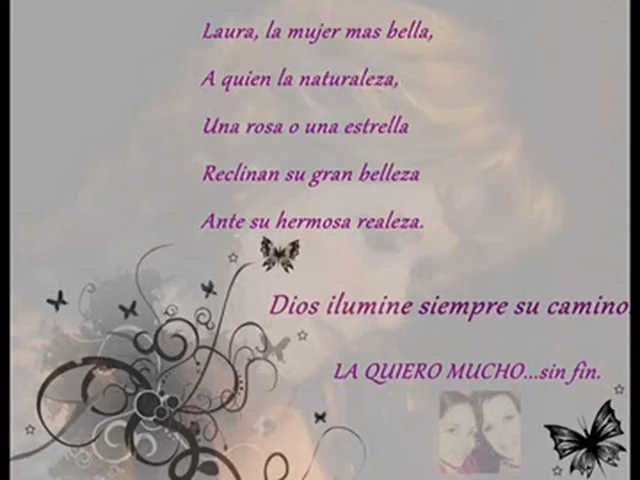 Laura, la mujer mas bella,
A quien la naturaleza,
Una rosa o una estrella
Reclinan su gran belleza
Ante su hermosa realeza.
Dios ilumine siempre su camino
LA QUIERO MUCHO...sin fin.